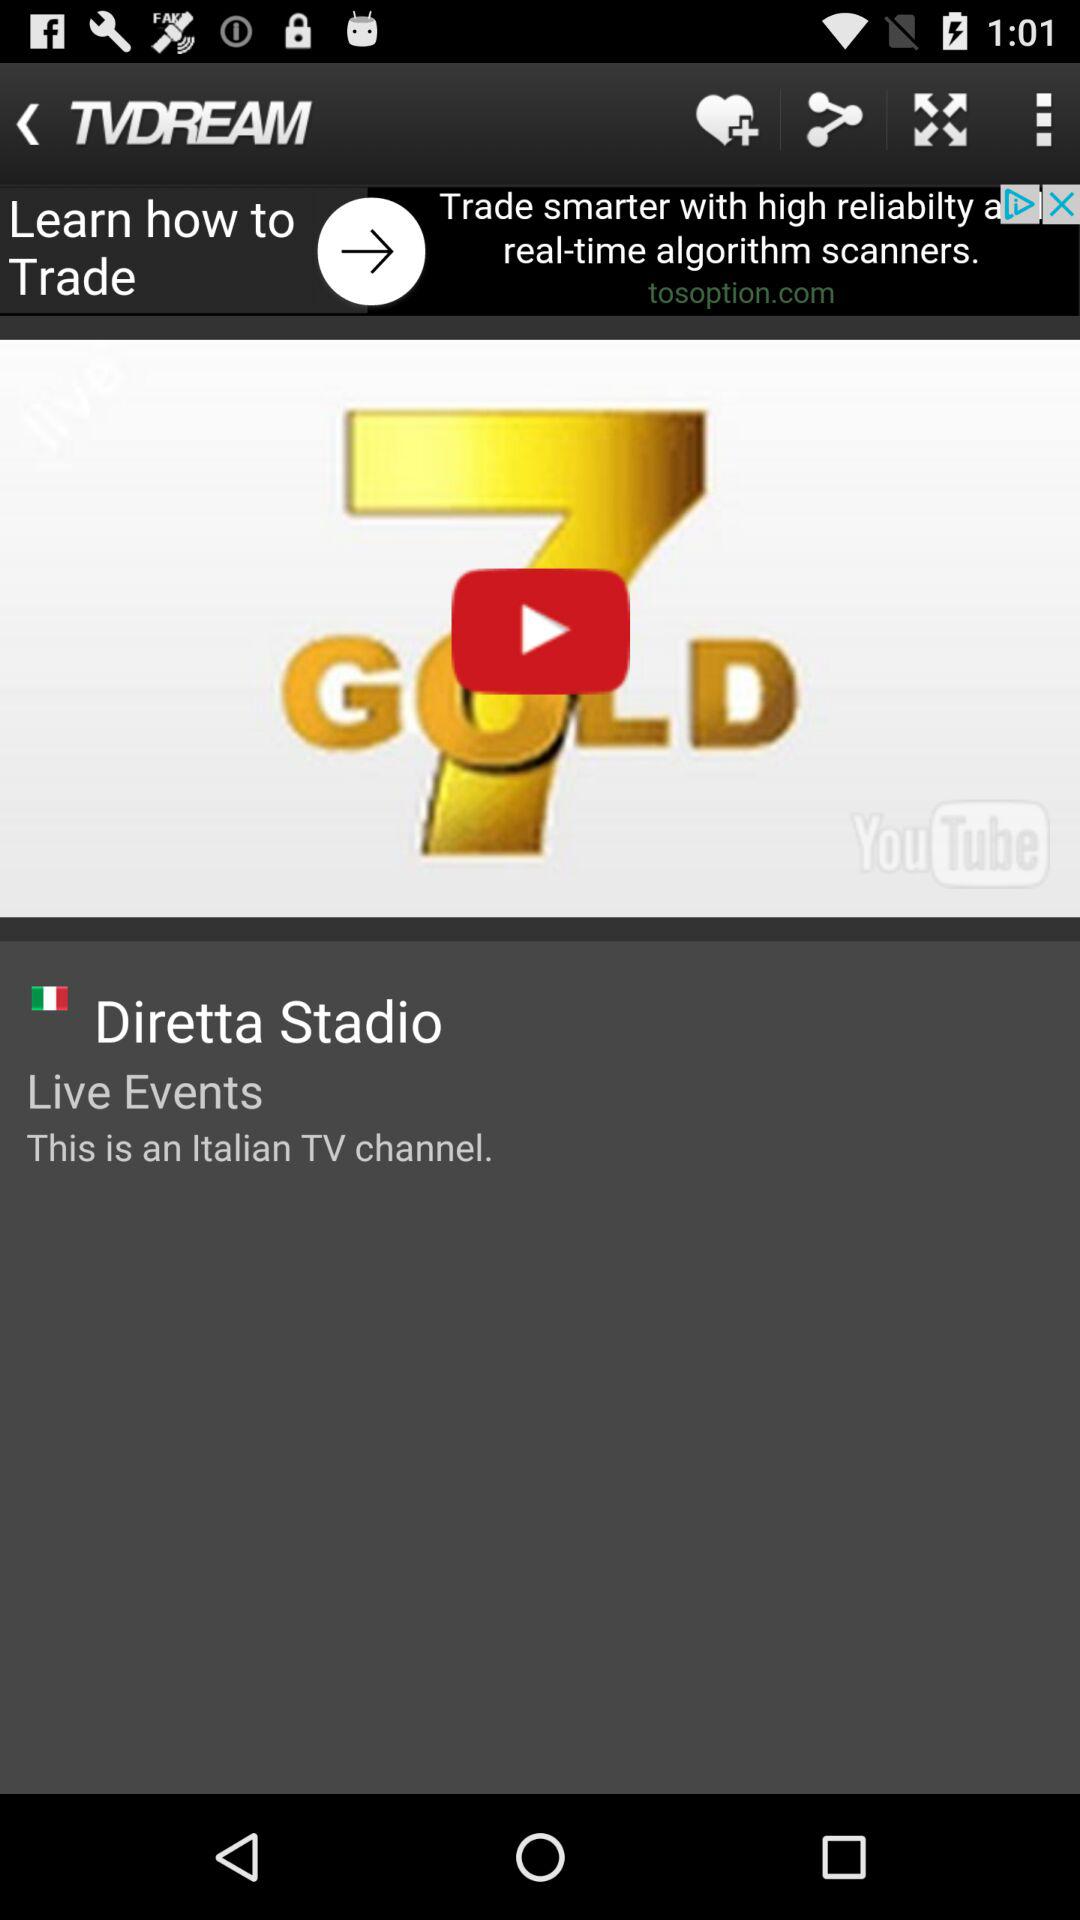 FAKE
1:01
TVDREAM
Learn how to
Trade
Trade smarter with high reliabilty a
real-time algorithm scanners.
tosoption.com
live
7
GOLD
YouTube
Diretta Stadio
Live Events
This is an Italian TV channel.